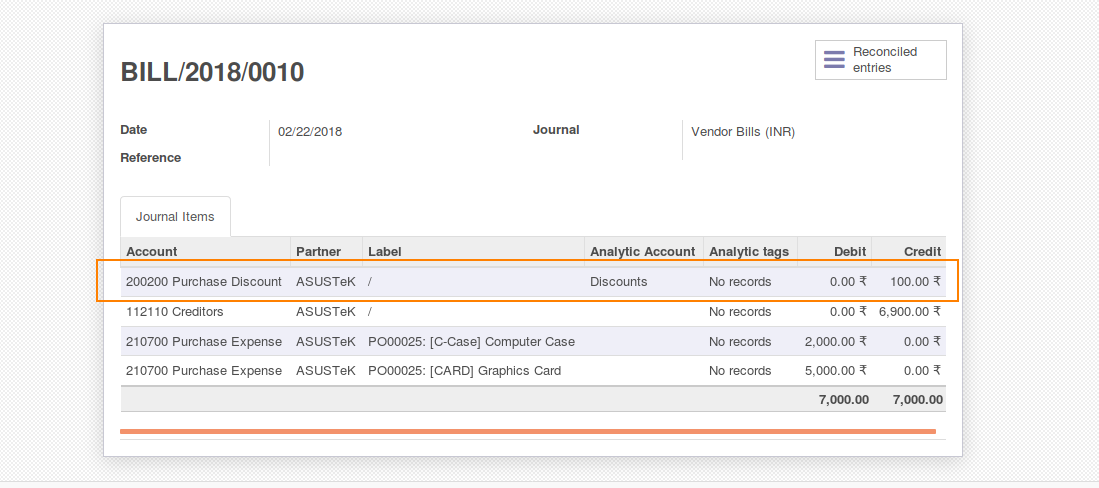 BILL/2018/0010
Reconciled
entries
Date 02/22/2018 Journal Vendor Bills (INR)
Reference
Journal Items
Account Partner Label Analytic Account Analytic tags Debit Credit
200200 Purchase Discount ASUSTeK / Discounts No records 0.00 ₹ 100.00 ₹
112110 Creditors ASUSTeK / No records 0.00 ₹ 6,900.00 ₹
210700 Purchase Expense ASUSTeK PO00025: [C-Case] Computer Case No records 2,000.00 ₹ 0.00 ₹
210700 Purchase Expense ASUSTeK PO00025: [CARD] Graphics Card No records 5,000.00 ₹ 0.00 ₹
7,000.00 7,000.00